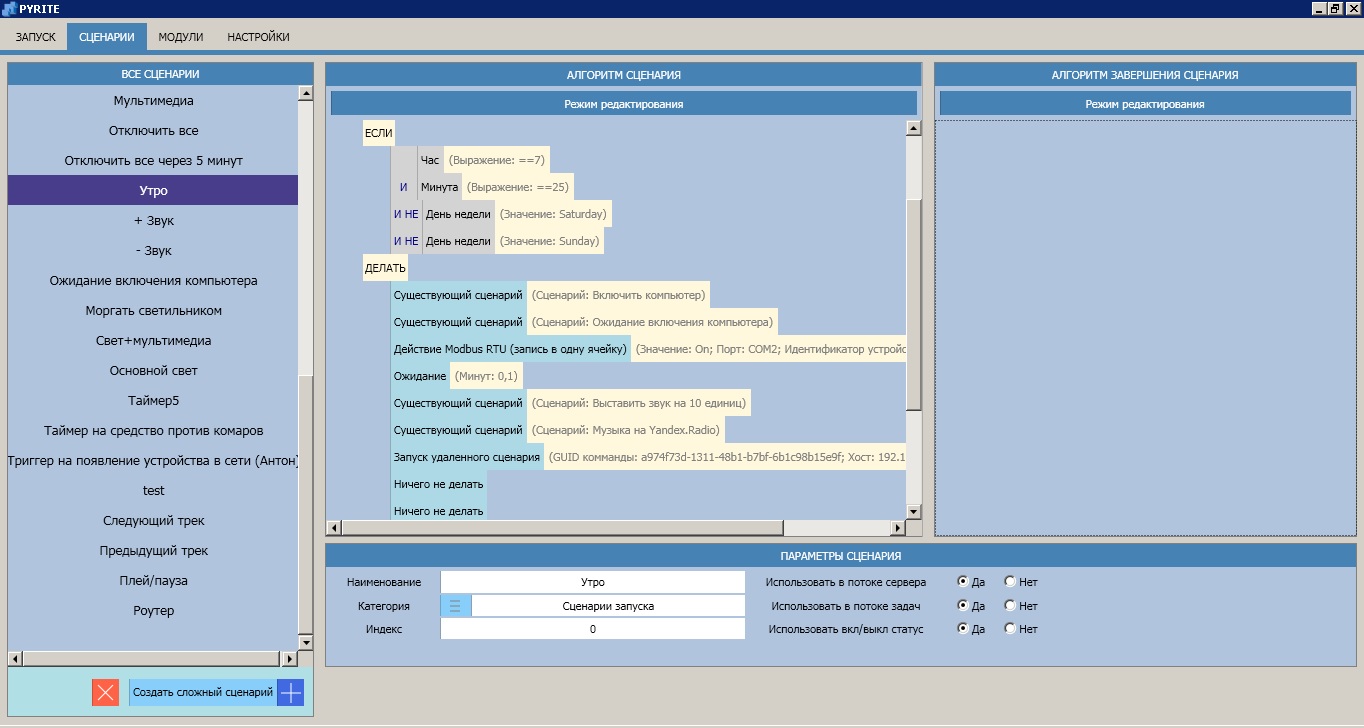 PYRITE
ЗАПУСК СЦЕНАРИИ МОДУЛИ НАСТРОЙКИ
ВСЕ СЦЕНАРИИ
Мультимедиа
Отключить все
Отключить все через 5 минут
Утро
+ Звук
- Звук
Ожидание включения компьютера
Моргать светильником
Свет+мультимедиа
Основной свет
Таймер5
Таймер на средство против комаров
Триггер на появление устройства в сети (Антон)
test
Следующий трек
Предыдущий трек
Плей/пауза
Роутер
Создать сложный сценарий
АЛГОРИТМ СЦЕНАРИЯ
Режим редактирования
ЕСЛИ
Час (Выражение: ==7)
И Минута (Выражение: ==25)
И НЕ День недели (Значение: Saturday)
И НЕ День недели (Значение: Sunday)
ДЕЛАТЬ
Существующий сценарий (Сценарий: Включить компьютер)
Существующий сценарий (Сценарий: Ожидание включения компьютера)
Действие Modbus RTU (запись в одну ячейку) (Значение: On; Порт: COM2; Идентификатор устройс
Ожидание (Минут: 0,1)
Существующий сценарий (Сценарий: Выставить звук на 10 единиц)
Существующий сценарий (Сценарий: Музыка на Yandex.Radio)
Запуск удаленного сценария (GUID комманды: a974f73d-1311-48b1-b7bf-6b1c98b15e9f; Хост: 192.1
Ничего не делать
Ничего не делать
АЛГОРИТМ ЗАВЕРШЕНИЯ СЦЕНАРИЯ
Режим редактирования
ПАРАМЕТРЫ СЦЕНАРИЯ
Наименование Утро Использовать в потоке сервера Да Нет
Категория Сценарии запуска Использовать в потоке задач Да Нет
Индекс 0 Использовать вкл/выкл статус Да Нет